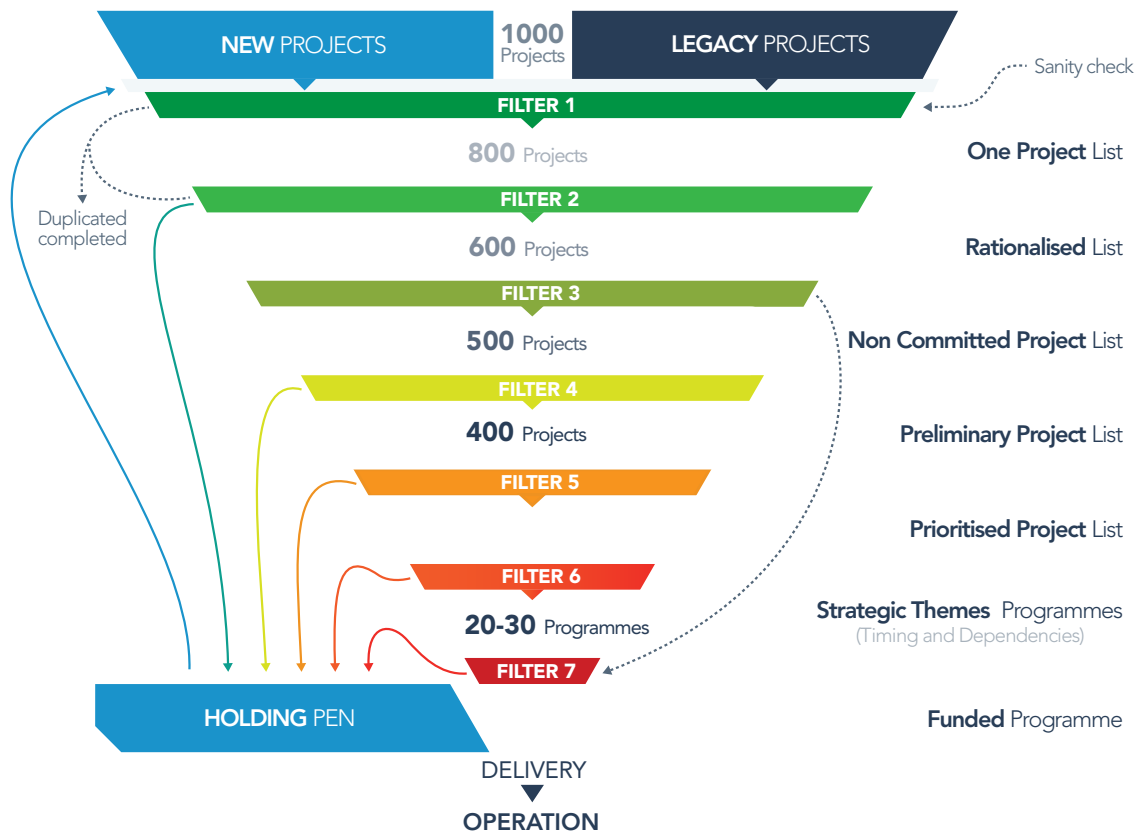 NEW PROJECTS
1000
Projects
LEGACY PROJECTS
Sanity check
FILTER 1
800 Projects
One Project List
FILTER 2
Duplicated
completed
600 Projects
Rationalised List
FILTER 3
500 Projects
Non Committed Project List
FILTER 4
400 Projects
Preliminary Project List
FILTER 5
Prioritised Project List
FILTER 6
20-30 Programmes
Strategic Themes Programmes
(Timing and Dependencies)
FILTER 7
HOLDING PEN
Funded Programme
DELIVERY
OPERATION